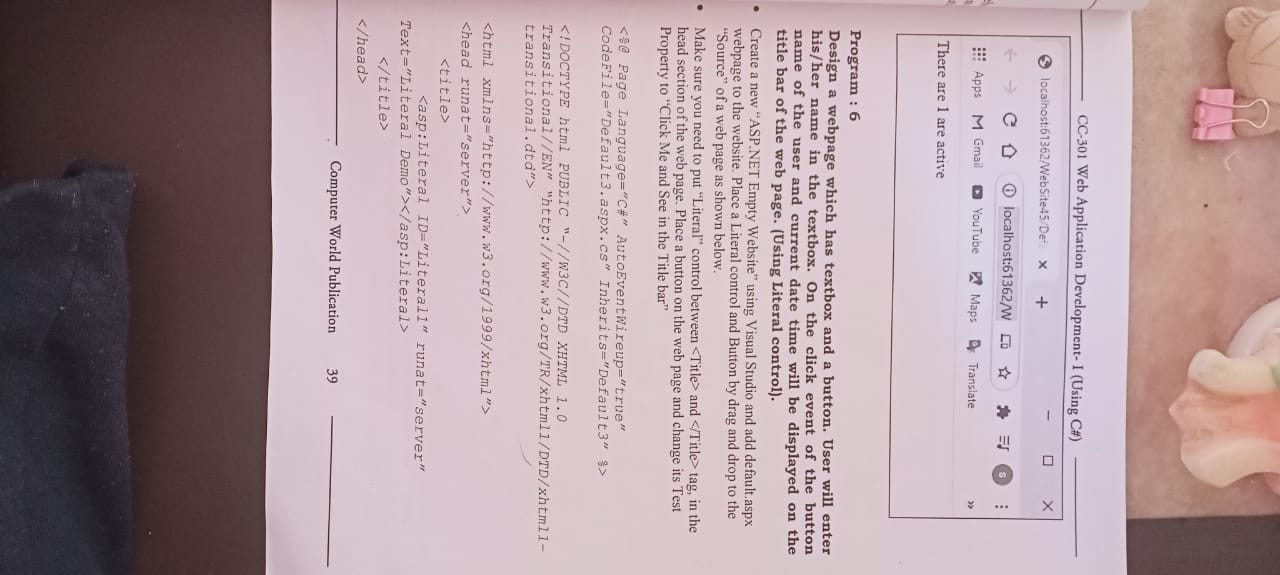 CC-301 Web Application Development- I (Using C#)
localhost:61362/WebSite45/Def × +
localhost:61362/W
Apps Gmail YouTube Maps Translate »
There are 1 are active
Program : 6
Design a webpage which has textbox and a button. User will enter
his/her name in the textbox. On the click event of the button
name of the user and current date time will be displayed on the
title bar of the web page. (Using Literal control).
• Create a new "ASP.NET Empty Website" using Visual Studio and add default.aspx
webpage to the website. Place a Literal control and Button by drag and drop to the
"Source" of a web page as shown below.
• Make sure you need to put "Literal" control between <Title> and </Title> tag, in the
head section of the web page. Place a button on the web page and change its Test
Property to "Click Me and See in the Title bar"
<%@ Page Language="C#" AutoEventWireup="true"
CodeFile="Default3.aspx.cs" Inherits="Default3" %>
<!DOCTYPE html PUBLIC "-//W3C//DTD XHTML 1.0
Transitional//EN" "http://www.w3.org/TR/xhtml1/DTD/xhtml1-
transitional.dtd">
<html xmlns="http://www.w3.org/1999/xhtml">
<head runat="server">
<title>
<asp:Literal ID="Literal1" runat="server"
Text="Literal Demo"></asp:Literal>
</title>
</head>
Computer World Publication 39